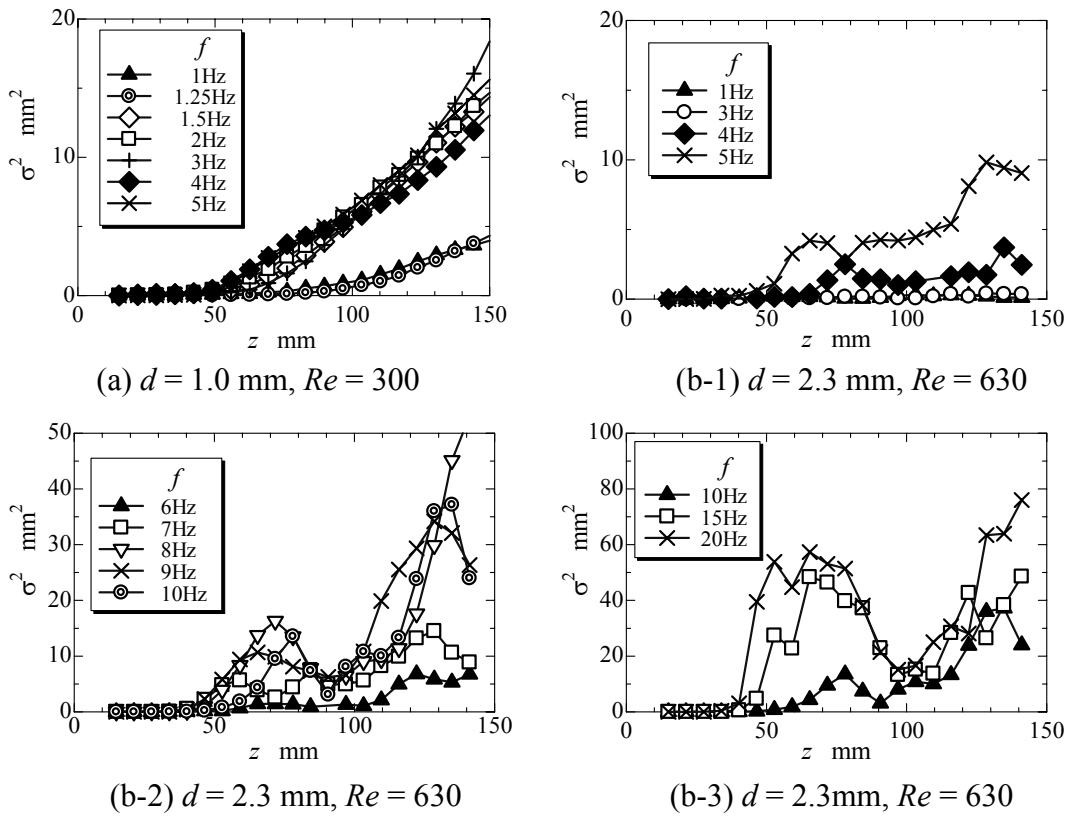 20
10
0
σ² mm²
f
1Hz
1.25Hz
1.5Hz
2Hz
3Hz
4Hz
5Hz
0 50 100 150
z mm
(a) d = 1.0 mm, Re = 300
20
10
0
σ² mm²
f
1Hz
3Hz
4Hz
5Hz
0 50 100 150
z mm
(b-1) d = 2.3 mm, Re = 630
50
40
30
20
10
0
σ² mm²
f
6Hz
7Hz
8Hz
9Hz
10Hz
0 50 100 150
z mm
(b-2) d = 2.3 mm, Re = 630
100
80
60
40
20
0
σ² mm²
f
10Hz
15Hz
20Hz
0 50 100 150
z mm
(b-3) d = 2.3mm, Re = 630